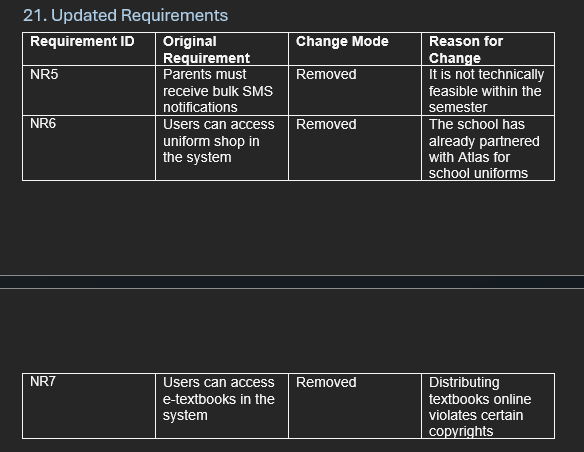 21. Updated Requirements
Requirement ID
Original
Requirement
Change Mode
Reason for
Change
NR5
Parents must
receive bulk SMS
notifications
Removed
It is not technically
feasible within the
semester
NR6
Users can access
uniform shop in
the system
Removed
The school has
already partnered
with Atlas for
school uniforms
NR7
Users can access
e-textbooks in the
system
Removed
Distributing
textbooks online
violates certain
copyrights